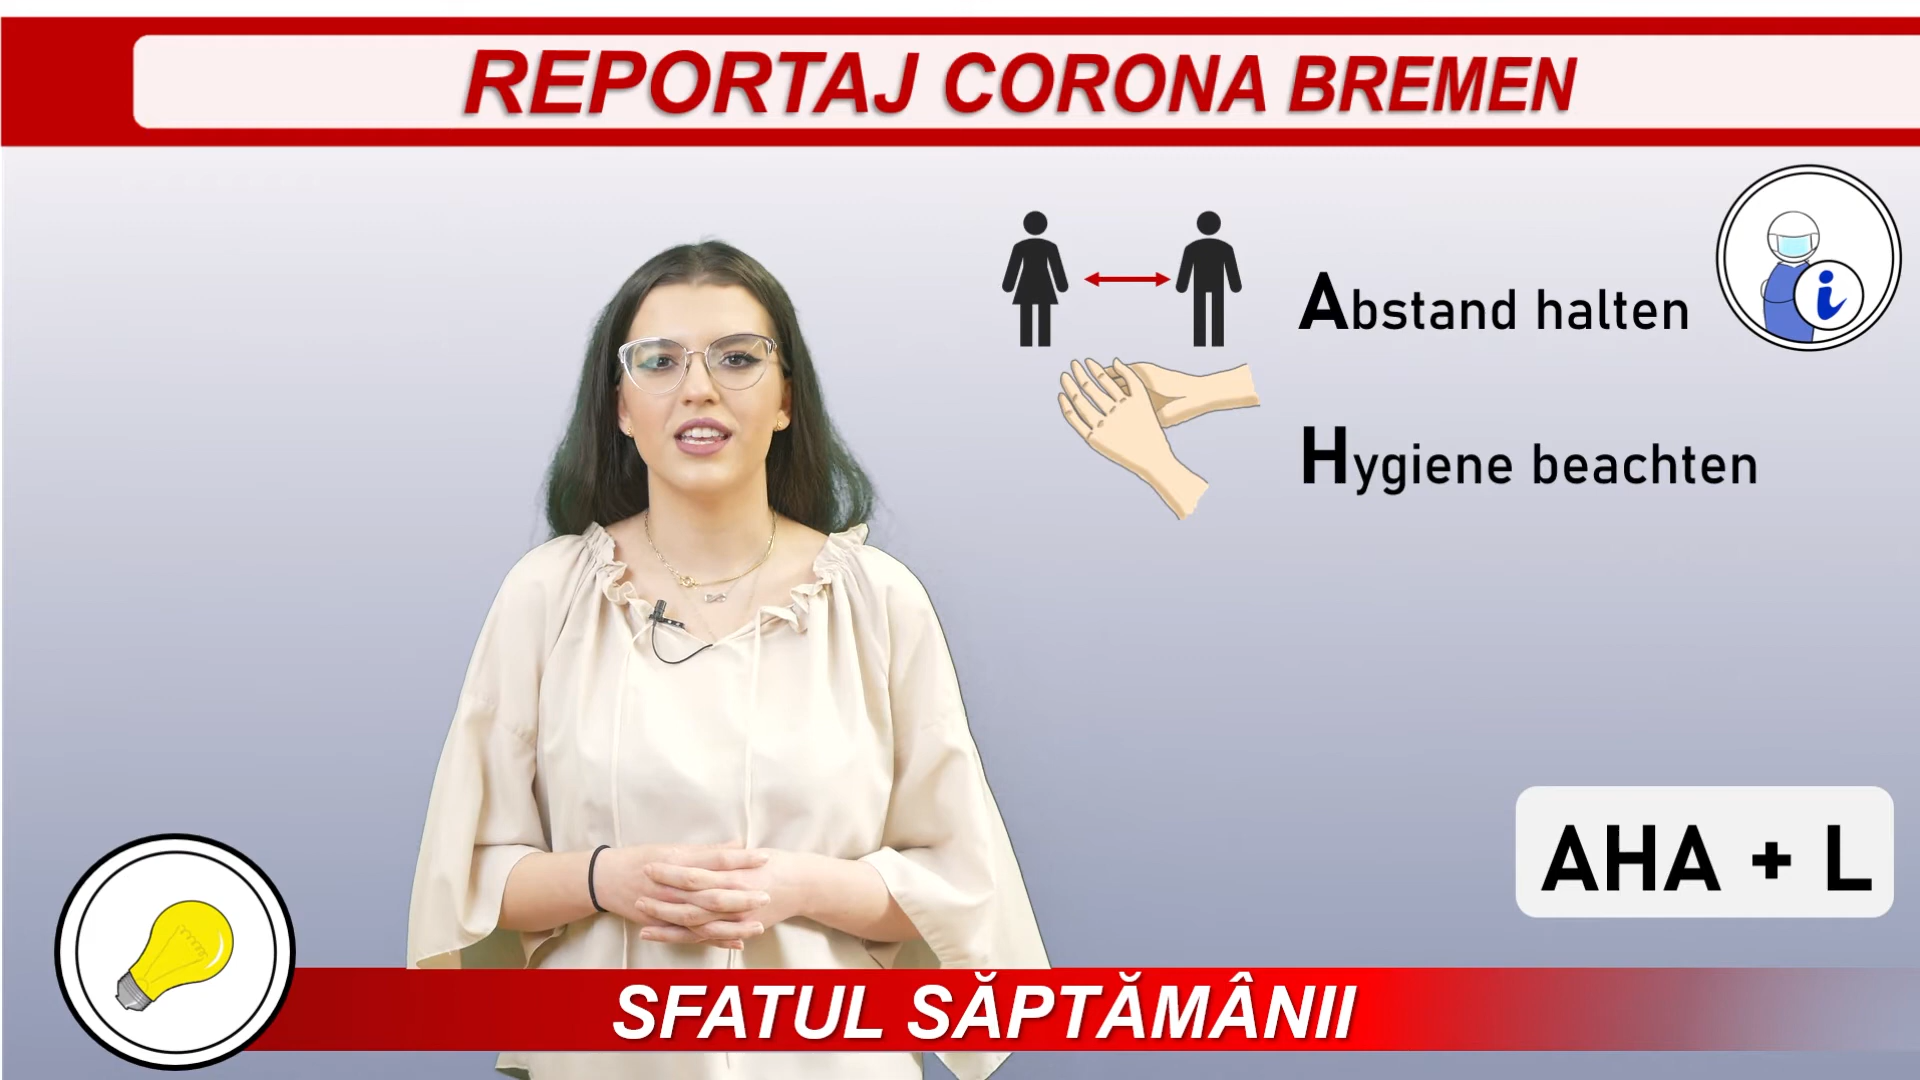 REPORTAJ CORONA BREMEN
Abstand halten
i
Hygiene beachten
AHA + L
SFATUL SĂPTĂMÂNII